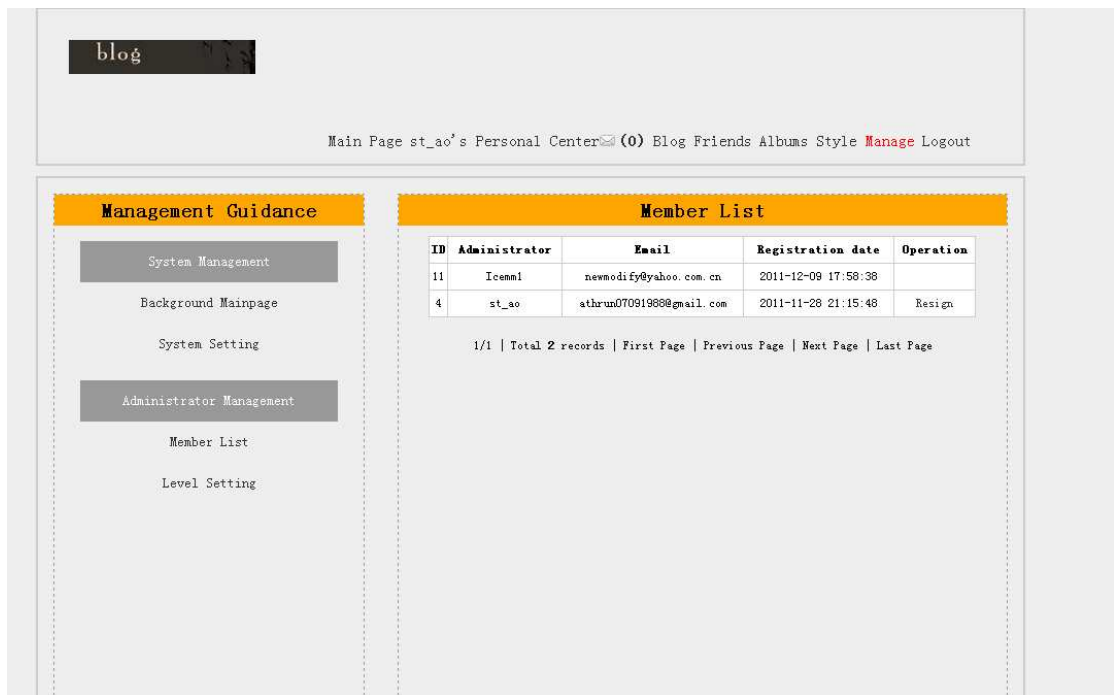 blog
Main Page st_ao's Personal Center (0) Blog Friends Albums Style Manage Logout
Management Guidance
System Management
Background Mainpage
System Setting
Administrator Management
Member List
Level Setting
Member List
ID Administrator Email Registration date Operation
11 Icemm1 newmodify@yahoo.com.cn 2011-12-09 17:58:38
4 st_ao athrun07091988@gmail.com 2011-11-28 21:15:48 Resign
1/1 | Total 2 records | First Page | Previous Page | Next Page | Last Page